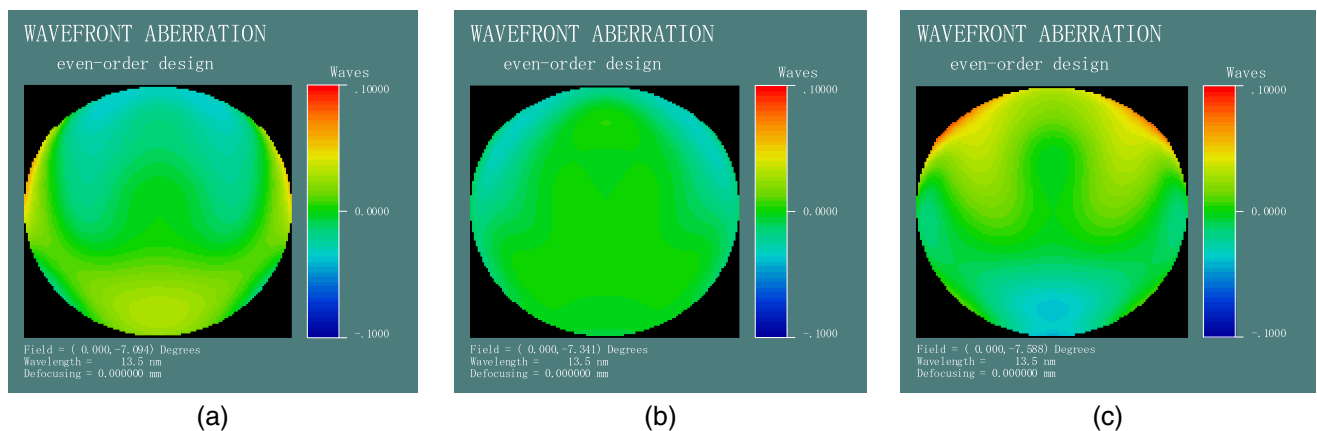 WAVEFRONT ABERRATION
even-order design
Waves
.10000
0.0000
-.1000
Field = ( 0.000,-7.094) Degrees
Wavelength = 13.5 nm
Defocusing = 0.000000 mm
(a)
WAVEFRONT ABERRATION
even-order design
Waves
.10000
0.0000
-.1000
Field = ( 0.000,-7.341) Degrees
Wavelength = 13.5 nm
Defocusing = 0.000000 mm
(b)
WAVEFRONT ABERRATION
even-order design
Waves
.10000
0.0000
-.1000
Field = ( 0.000,-7.588) Degrees
Wavelength = 13.5 nm
Defocusing = 0.000000 mm
(c)